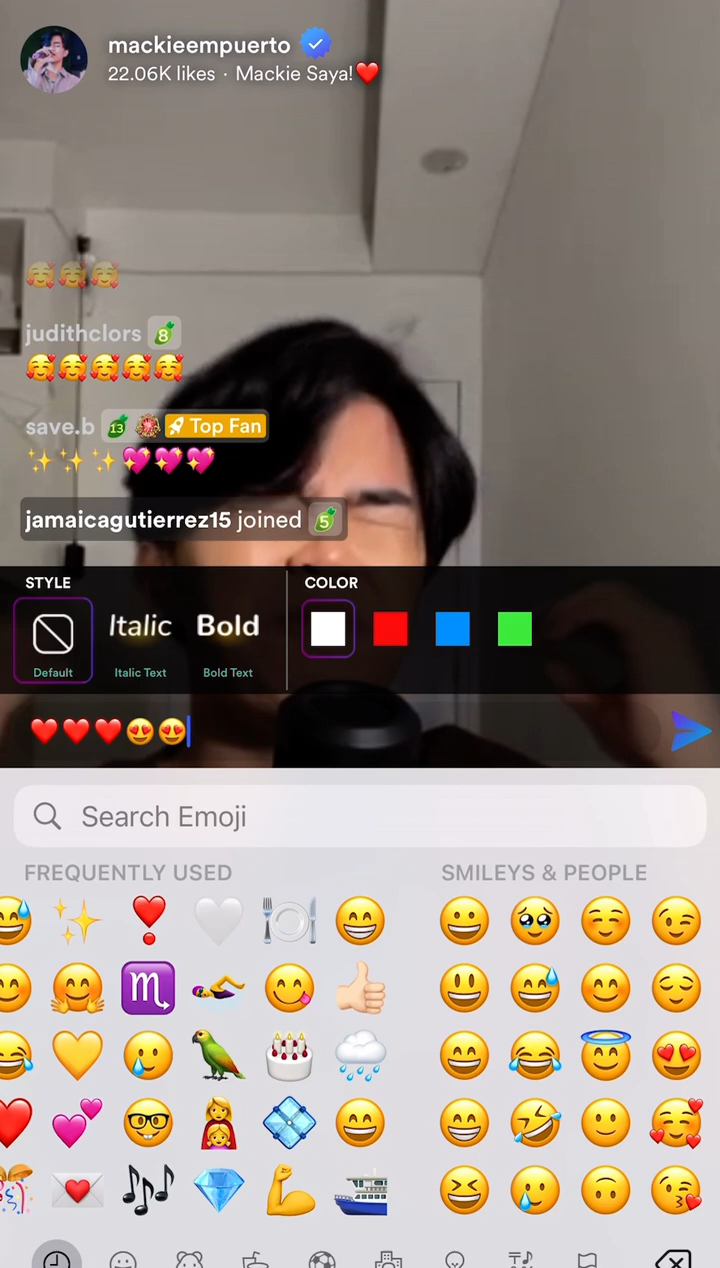 mackieempuerto
22.06K likes · Mackie Saya!❤️
🥰🥰🥰
judithclors 8
🥰🥰🥰🥰🥰
save.b 13 Top Fan
✨✨✨💖💖💖
jamaicagutierrez15 joined 5
STYLE
COLOR
Italic
Bold
Default
Italic Text
Bold Text
❤️❤️❤️😍😍
Search Emoji
FREQUENTLY USED
SMILEYS & PEOPLE